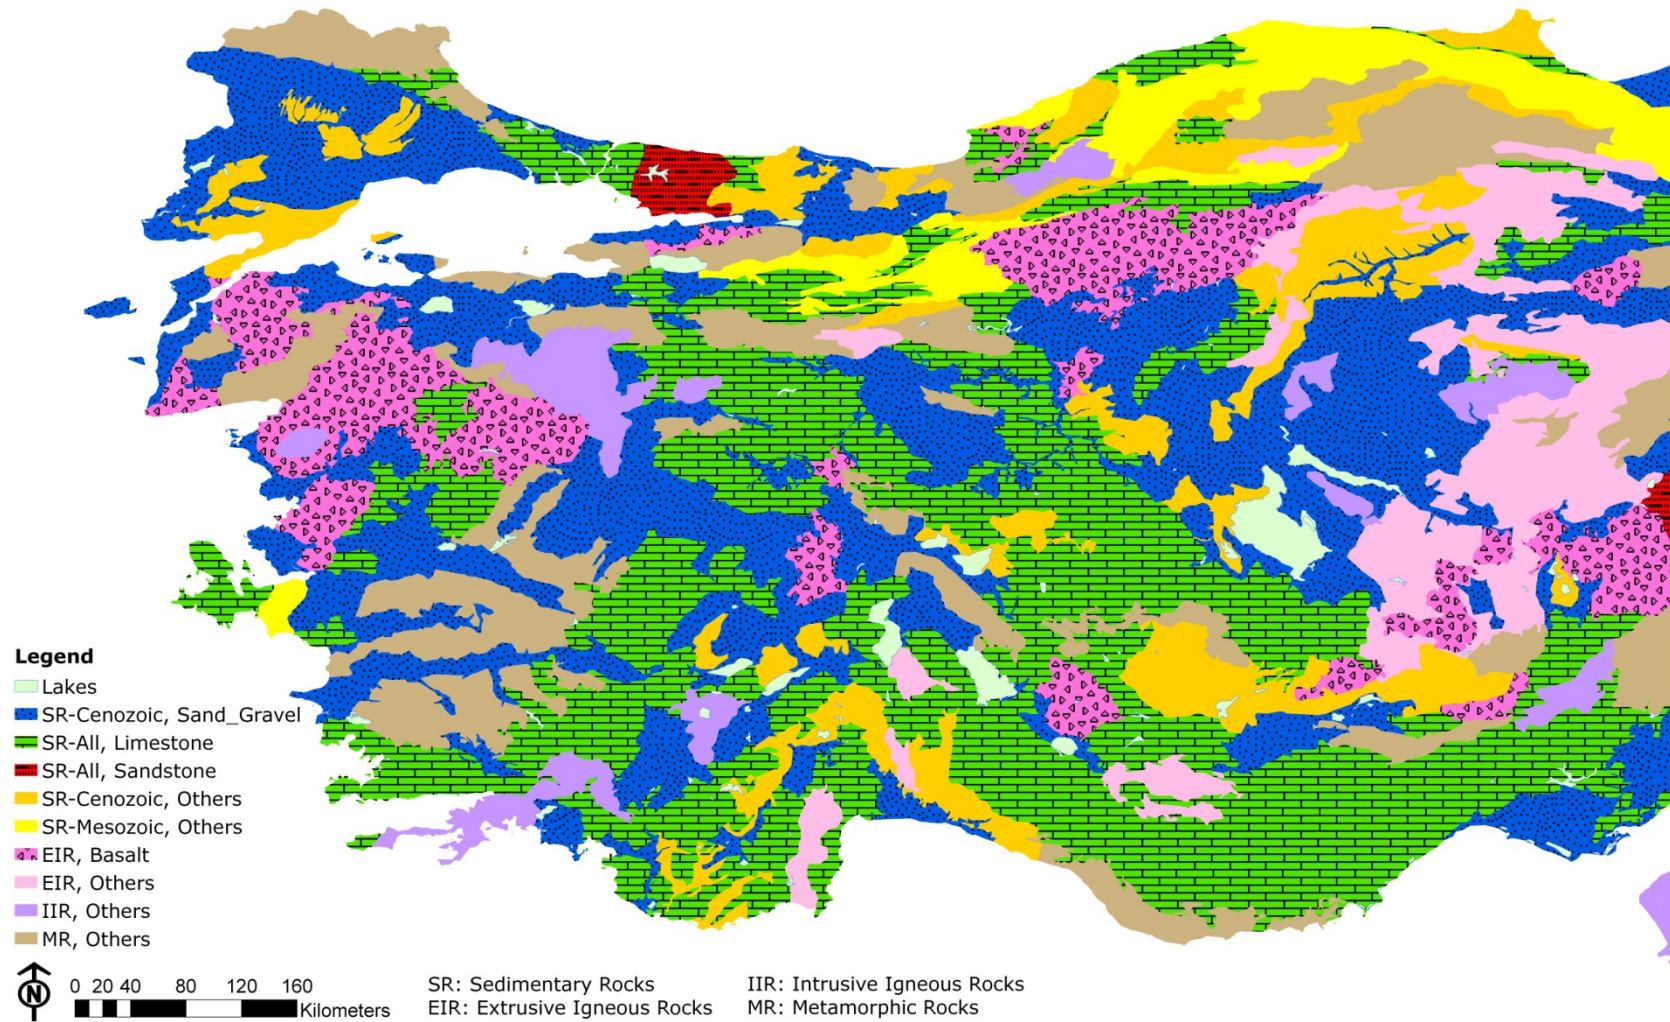 Legend
Lakes
SR-Cenozoic, Sand_Gravel
SR-All, Limestone
SR-All, Sandstone
SR-Cenozoic, Others
SR-Mesozoic, Others
EIR, Basalt
EIR, Others
IIR, Others
MR, Others
N
0 20 40 80 120 160
Kilometers
SR: Sedimentary Rocks
EIR: Extrusive Igneous Rocks
IIR: Intrusive Igneous Rocks
MR: Metamorphic Rocks